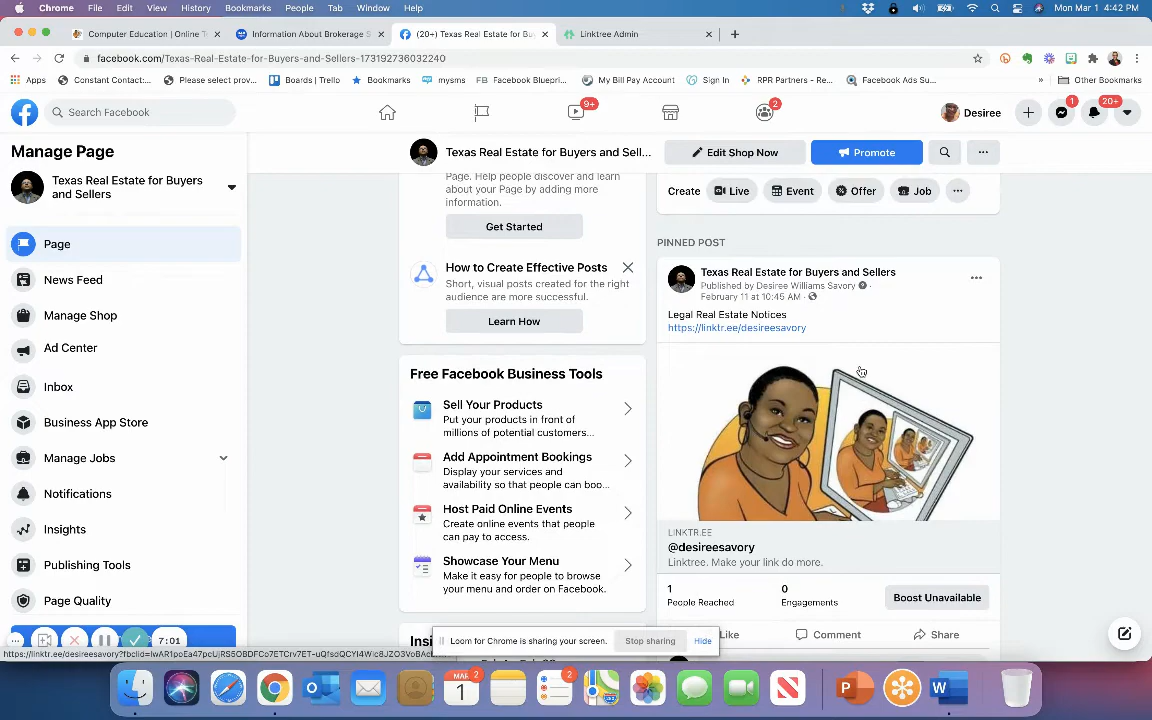 Chrome File Edit View History Bookmarks People Tab Window Help
Mon Mar 1 4:42 PM
Computer Education | Online T
Information About Brokerage S
(20+) Texas Real Estate for Bu
Linktree Admin
facebook.com/Texas-Real-Estate-for-Buyers-and-Sellers-173192736032240
Apps
Constant Contact:...
Please select prov...
Boards | Trello
Bookmarks
mysms
FB Facebook Bluepri...
My Bill Pay Account
Sign In
RPR Partners - Re...
Facebook Ads Su...
»
Other Bookmarks
Search Facebook
9+
2
Desiree
1
20+
Manage Page
Texas Real Estate for Buyers
and Sellers
Page
News Feed
Manage Shop
Ad Center
Inbox
Business App Store
Manage Jobs
Notifications
Insights
Publishing Tools
Page Quality
7:01
Texas Real Estate for Buyers and Sell...
Edit Shop Now
Promote
Page. Help people discover and
learn about your Page by adding more
information.
Get Started
How to Create Effective Posts
Short, visual posts created for the right
audience are more successful.
Learn How
Free Facebook Business Tools
Sell Your Products
Put your products in front of
millions of potential customers...
Add Appointment Bookings
Display your services and
availability so that people can boo...
Host Paid Online Events
Create online events that people
can pay to access.
Showcase Your Menu
Make it easy for people to browse
your menu and order on Facebook.
Create
Live
Event
Offer
Job
PINNED POST
Texas Real Estate for Buyers and Sellers
Published by Desiree Williams Savory
February 11 at 10:45 AM
Legal Real Estate Notices
https://linktr.ee/desireesavory
LINKTR.EE
@desireesavory
Linktree. Make your link do more.
1
People Reached
0
Engagements
Boost Unavailable
Like
Comment
Share
Loom for Chrome is sharing your screen.
Stop sharing
Hide
MAR 2
1
2
P
W